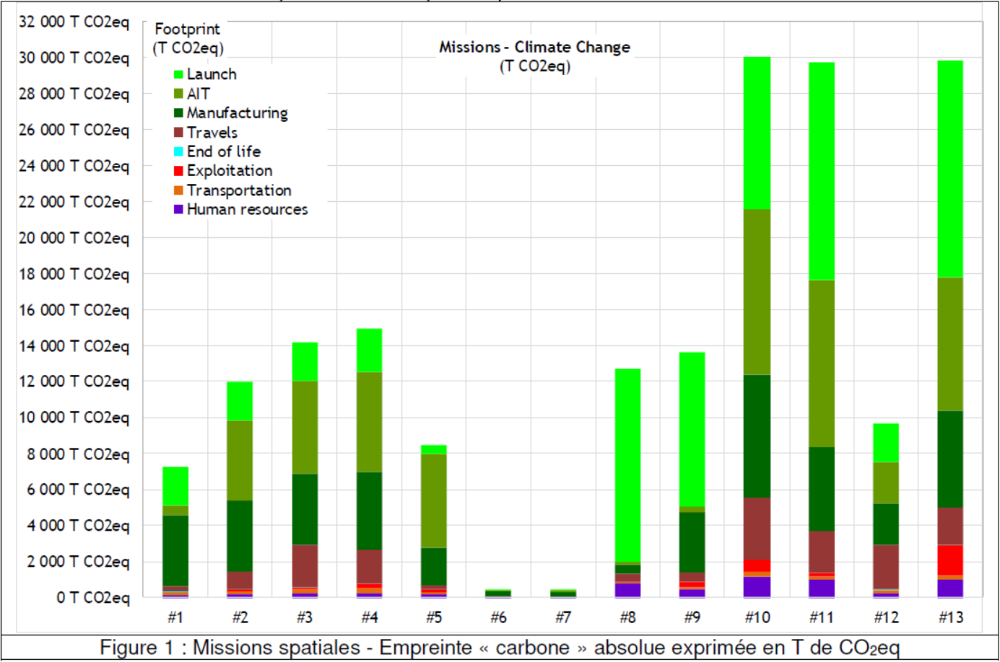 32 000 T CO2eq
30 000 T CO2eq
28 000 T CO2eq
26 000 T CO2eq
24 000 T CO2eq
22 000 T CO2eq
20 000 T CO2eq
18 000 T CO2eq
16 000 T CO2eq
14 000 T CO2eq
12 000 T CO2eq
10 000 T CO2eq
8 000 T CO2eq
6 000 T CO2eq
4 000 T CO2eq
2 000 T CO2eq
0 T CO2eq
Footprint
(T CO2eq)
Launch
AIT
Manufacturing
Travels
End of life
Exploitation
Transportation
Human resources
Missions - Climate Change
(T CO2eq)
#1 #2 #3 #4 #5 #6 #7 #8 #9 #10 #11 #12 #13
Figure 1 : Missions spatiales - Empreinte « carbone » absolue exprimée en T de CO₂eq